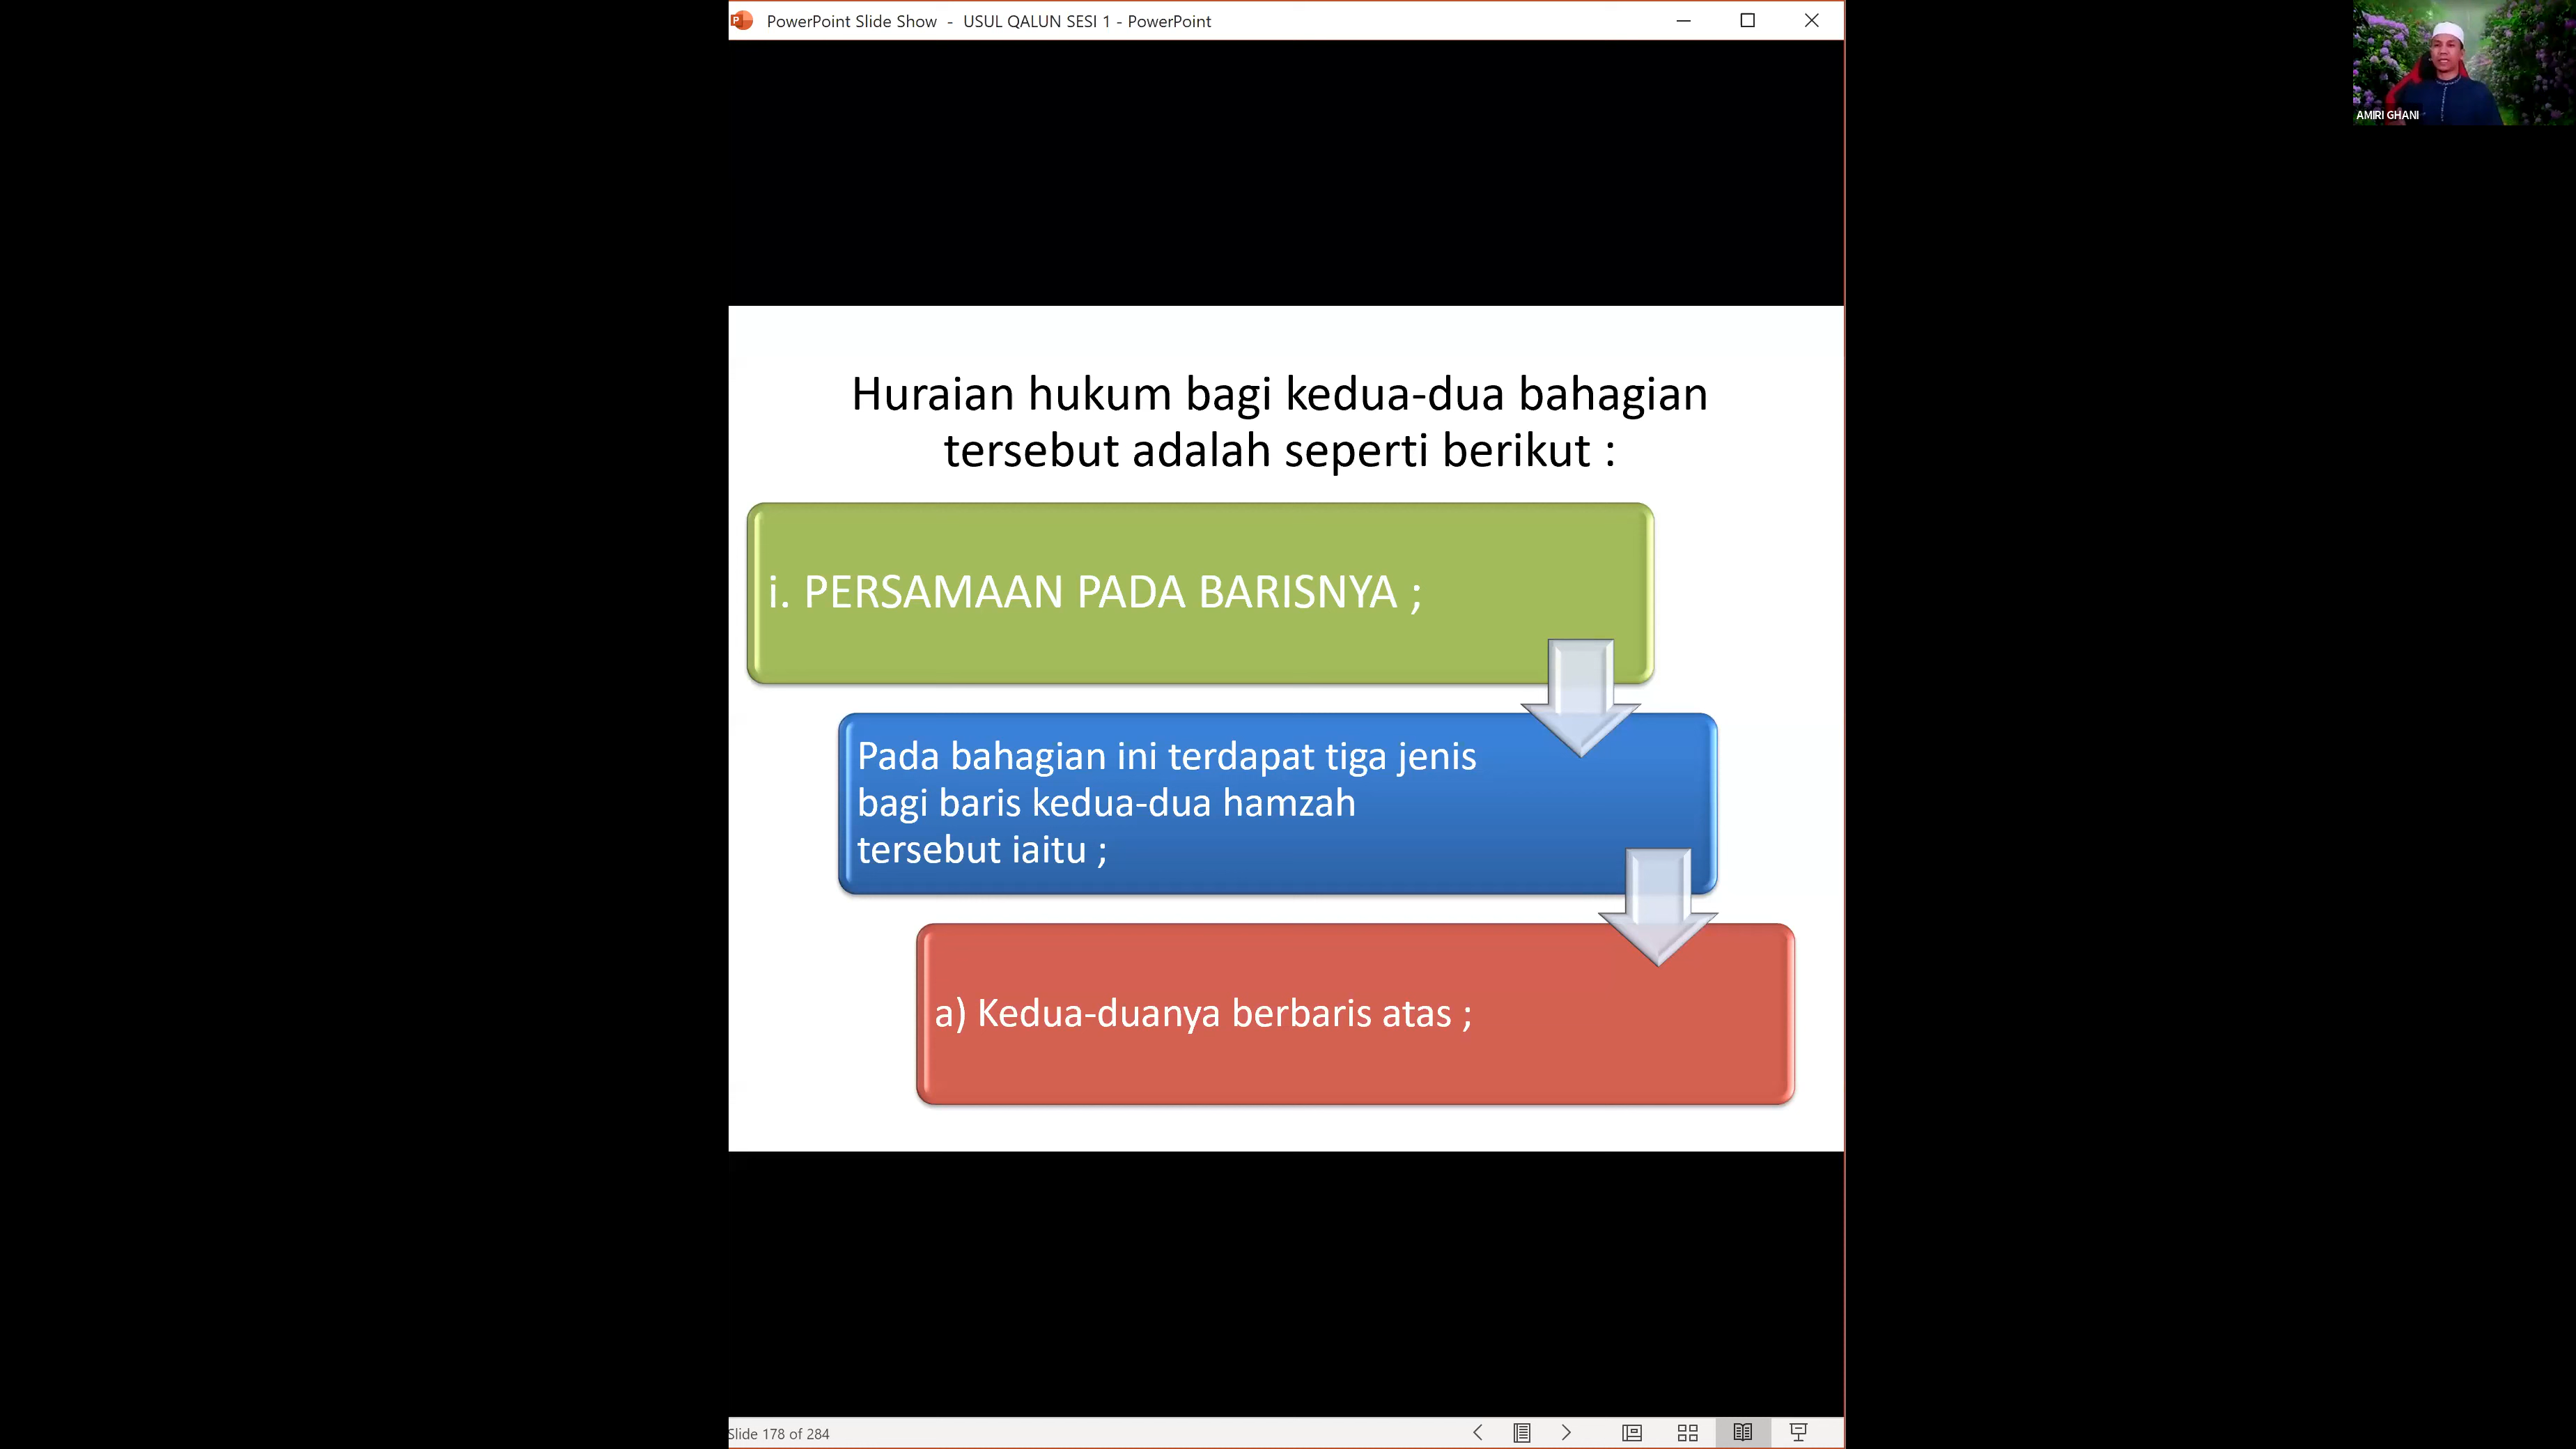 PowerPoint Slide Show - USUL QALUN SESI 1 - PowerPoint
AMIRI GHANI
Huraian hukum bagi kedua-dua bahagian
tersebut adalah seperti berikut :
i. PERSAMAAN PADA BARISNYA ;
Pada bahagian ini terdapat tiga jenis
bagi baris kedua-dua hamzah
tersebut iaitu ;
a) Kedua-duanya berbaris atas ;
Slide 178 of 284